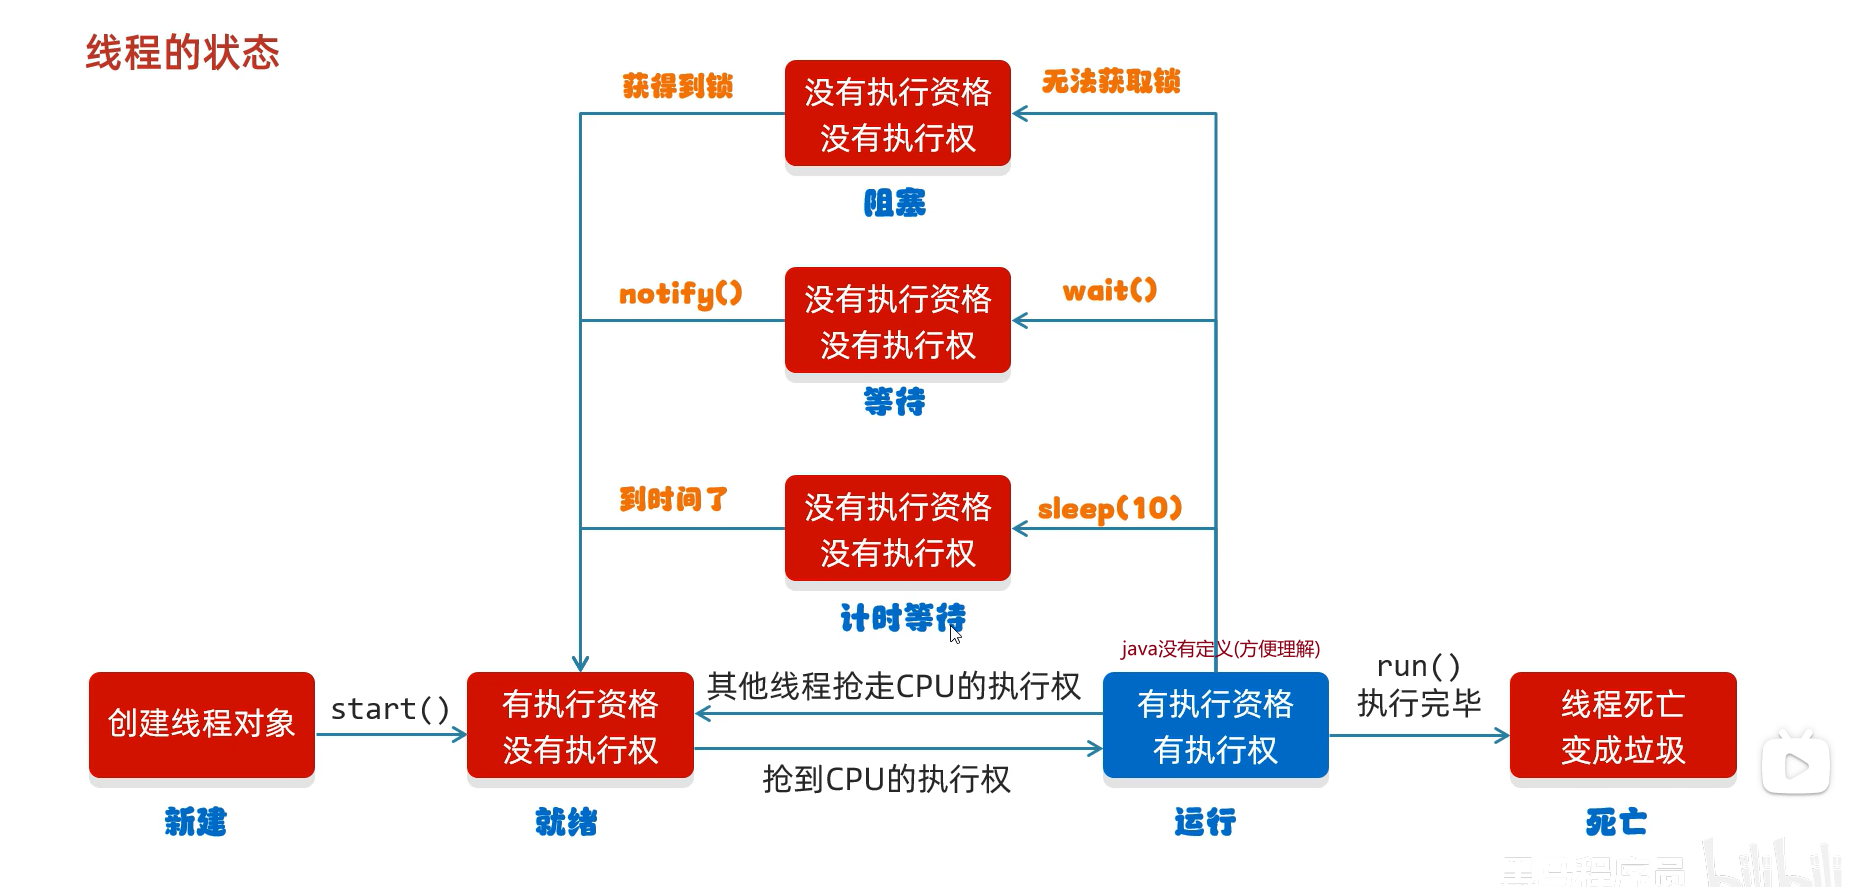 线程的状态
获得到锁
没有执行资格
没有执行权
无法获取锁
阻塞
notify()
没有执行资格
没有执行权
wait()
等待
到时间了
没有执行资格
没有执行权
sleep(10)
计时等待
java没有定义(方便理解)
创建线程对象
start()
有执行资格
没有执行权
其他线程抢走CPU的执行权
抢到CPU的执行权
有执行资格
有执行权
run()
执行完毕
线程死亡
变成垃圾
新建
就绪
运行
死亡
bilibili